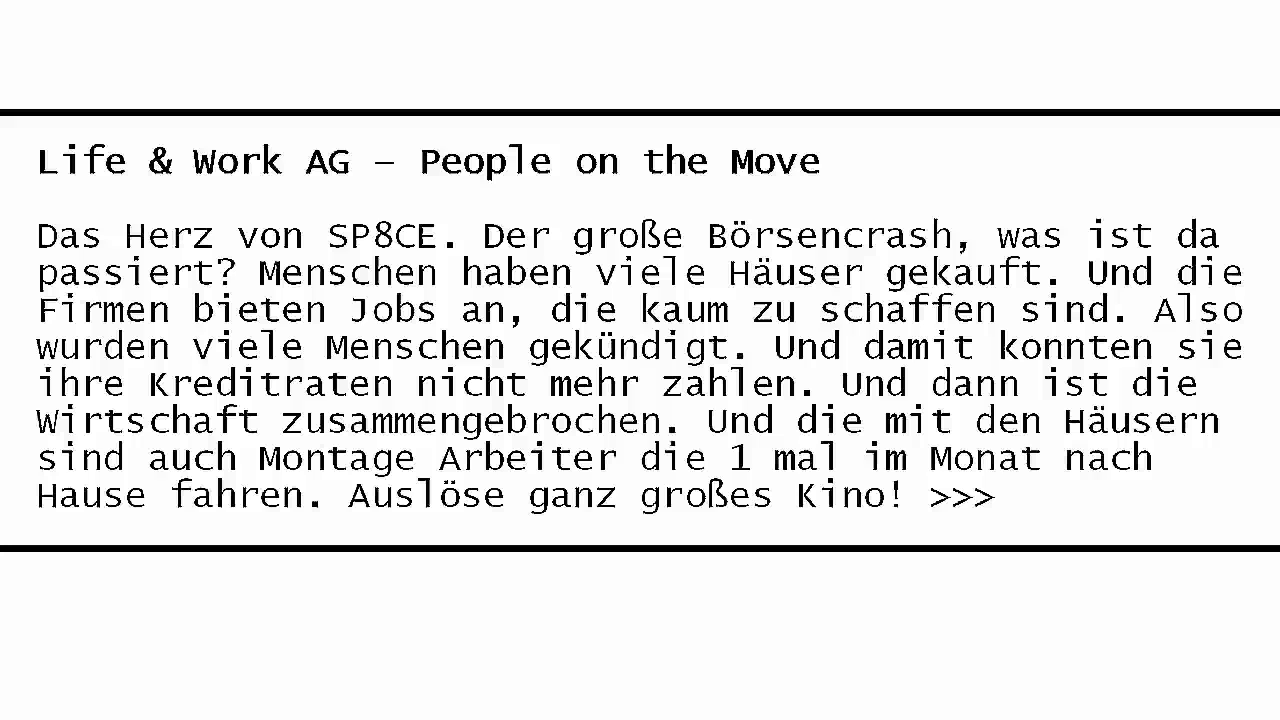 Life & Work AG – People on the Move
Das Herz von SP8CE. Der große Börsencrash, was ist da
passiert? Menschen haben viele Häuser gekauft. Und die
Firmen bieten Jobs an, die kaum zu schaffen sind. Also
wurden viele Menschen gekündigt. Und damit konnten sie
ihre Kreditraten nicht mehr zahlen. Und dann ist die
Wirtschaft zusammengebrochen. Und die mit den Häusern
sind auch Montage Arbeiter die 1 mal im Monat nach
Hause fahren. Auslöse ganz großes Kino! >>>